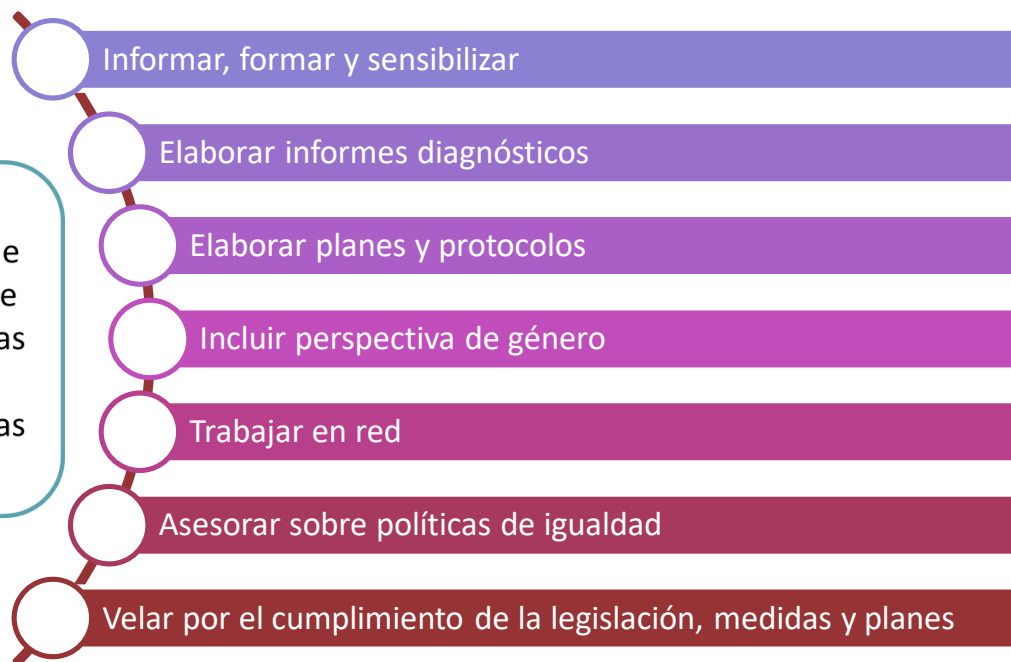 Informar, formar y sensibilizar
Elaborar informes diagnósticos
Elaborar planes y protocolos
Incluir perspectiva de género
Trabajar en red
Asesorar sobre políticas de igualdad
Velar por el cumplimiento de la legislación, medidas y planes